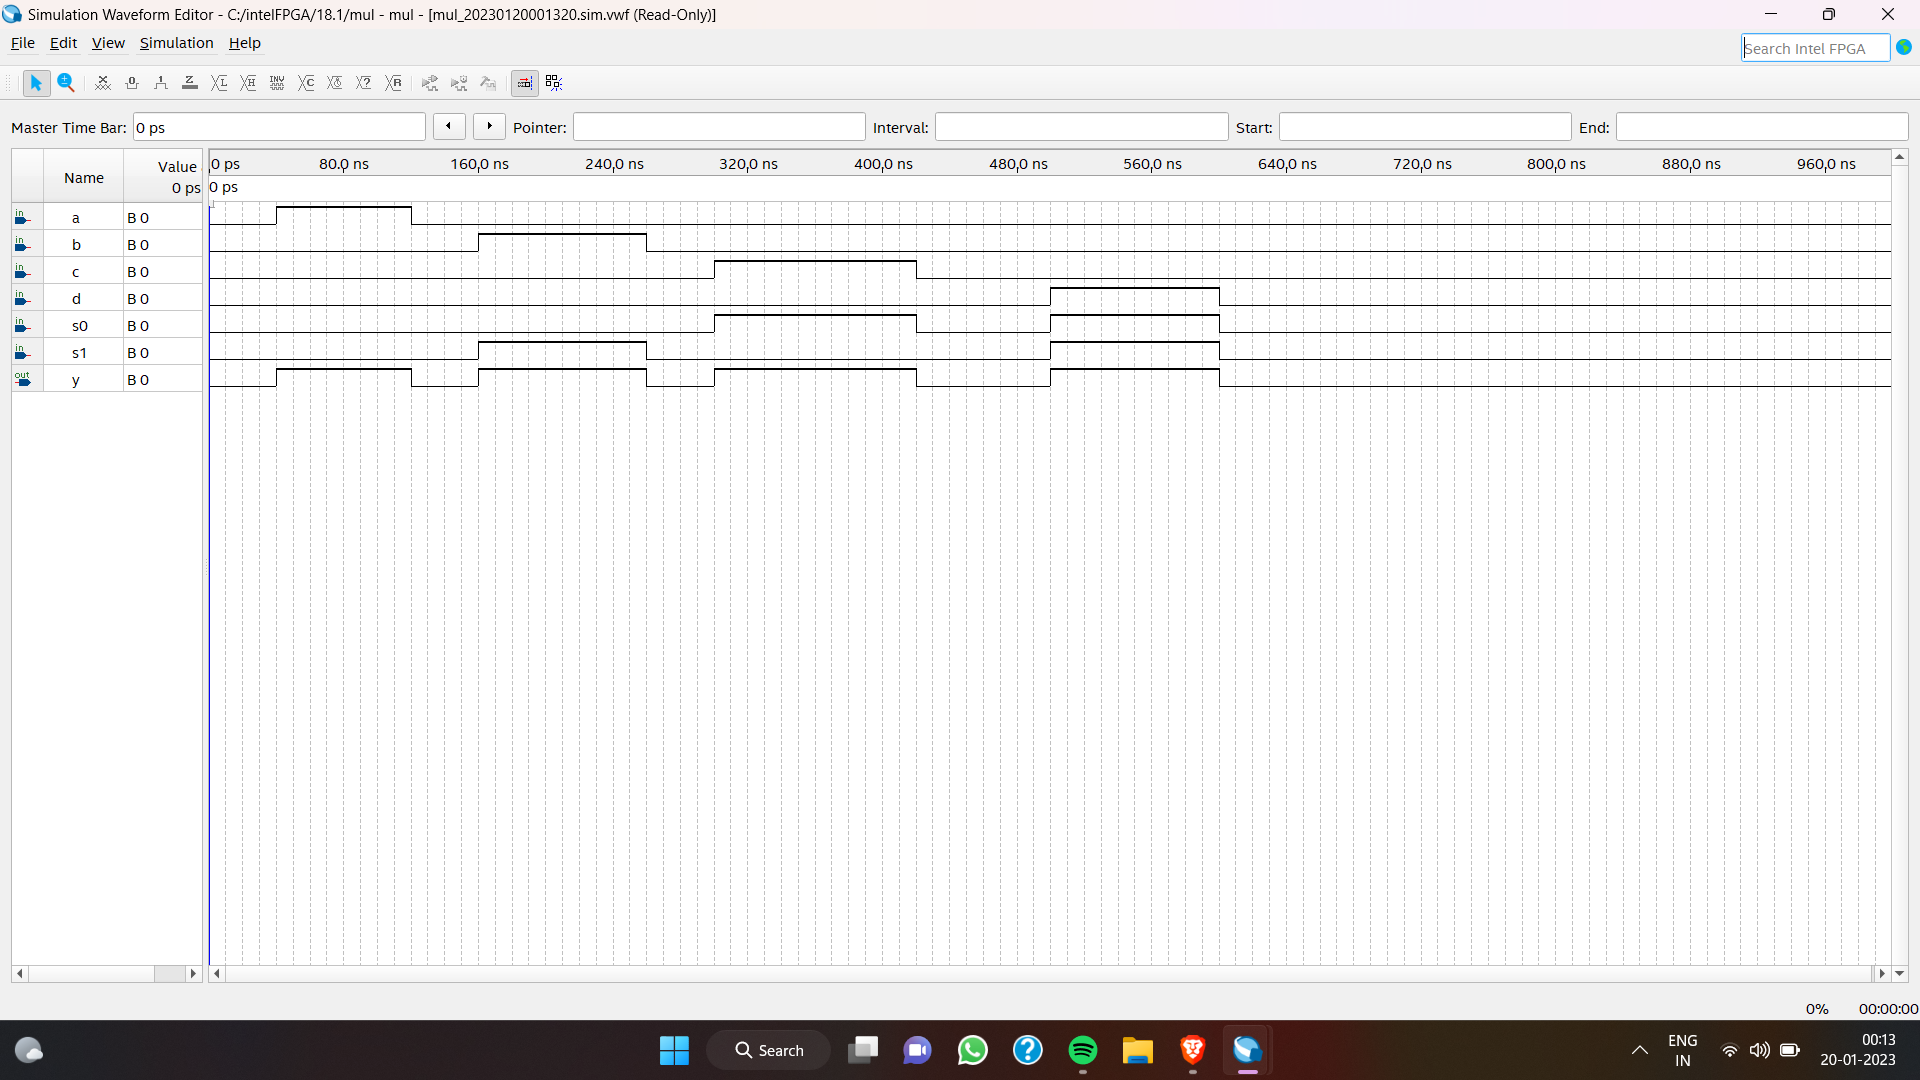 Simulation Waveform Editor - C:/intelFPGA/18.1/mul - mul - [mul_20230120001320.sim.vwf (Read-Only)]
File Edit View Simulation Help
Search Intel FPGA
Master Time Bar: 0 ps Pointer: Interval: Start: End:
Name Value 0 ps
0 ps 80,0 ns 160,0 ns 240,0 ns 320,0 ns 400,0 ns 480,0 ns 560,0 ns 640,0 ns 720,0 ns 800,0 ns 880,0 ns 960,0 ns
0 ps
in a B 0
in b B 0
in c B 0
in d B 0
in s0 B 0
in s1 B 0
out y B 0
0% 00:00:00
Search
ENG
IN
00:13
20-01-2023